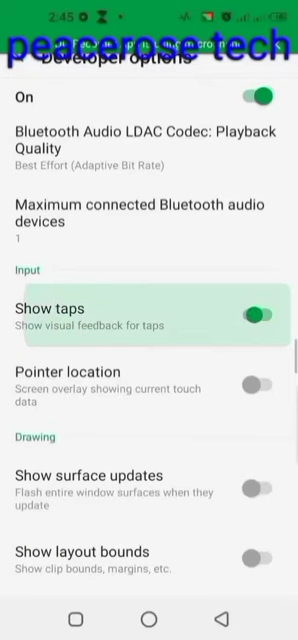 2:45
peacerose tech
Developer options
On
Bluetooth Audio LDAC Codec: Playback
Quality
Best Effort (Adaptive Bit Rate)
Maximum connected Bluetooth audio
devices
1
Input
Show taps
Show visual feedback for taps
Pointer location
Screen overlay showing current touch
data
Drawing
Show surface updates
Flash entire window surfaces when they
update
Show layout bounds
Show clip bounds, margins, etc.